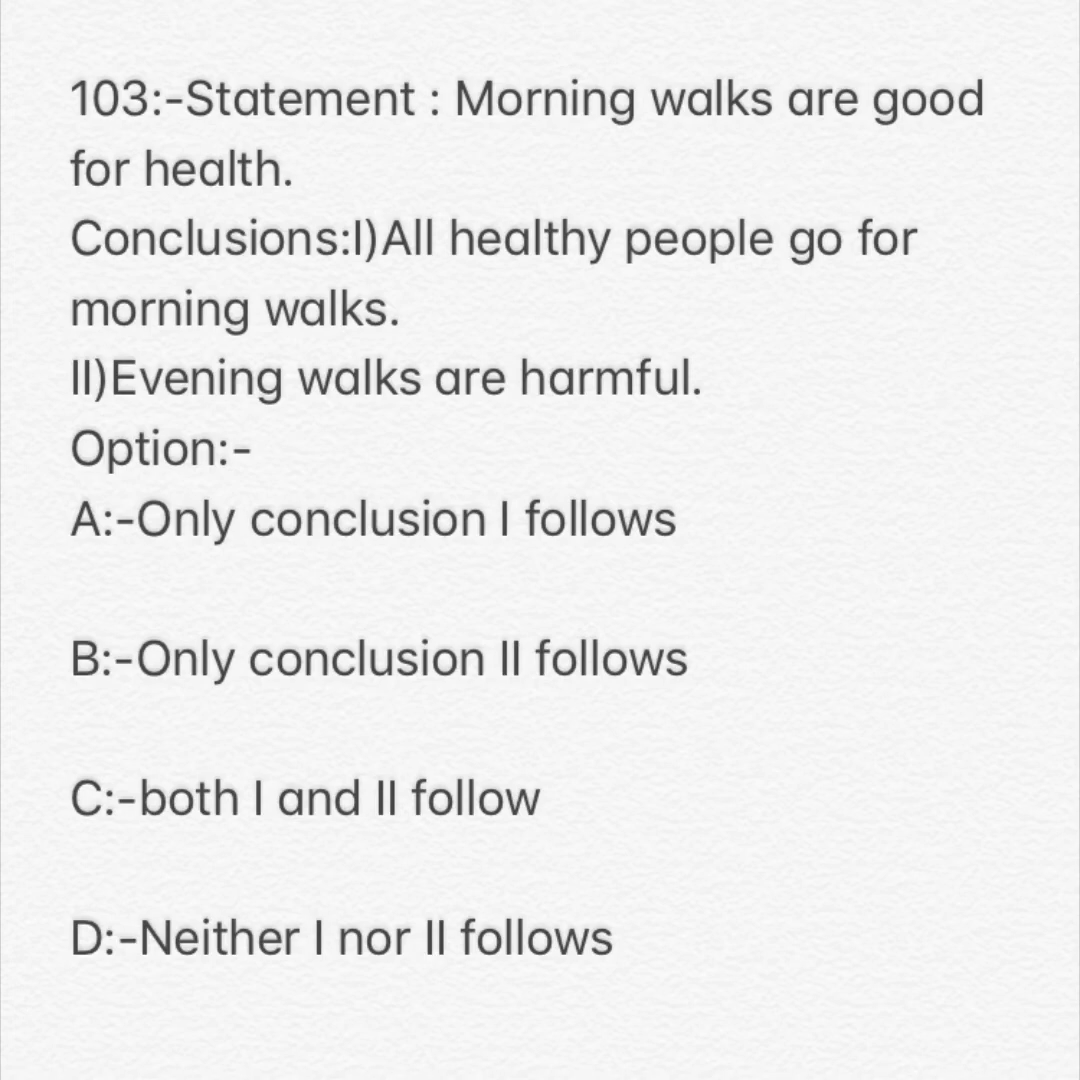 103:-Statement : Morning walks are good
for health.
Conclusions:I)All healthy people go for
morning walks.
II)Evening walks are harmful.
Option:-
A:-Only conclusion I follows
B:-Only conclusion II follows
C:-both I and II follow
D:-Neither I nor II follows